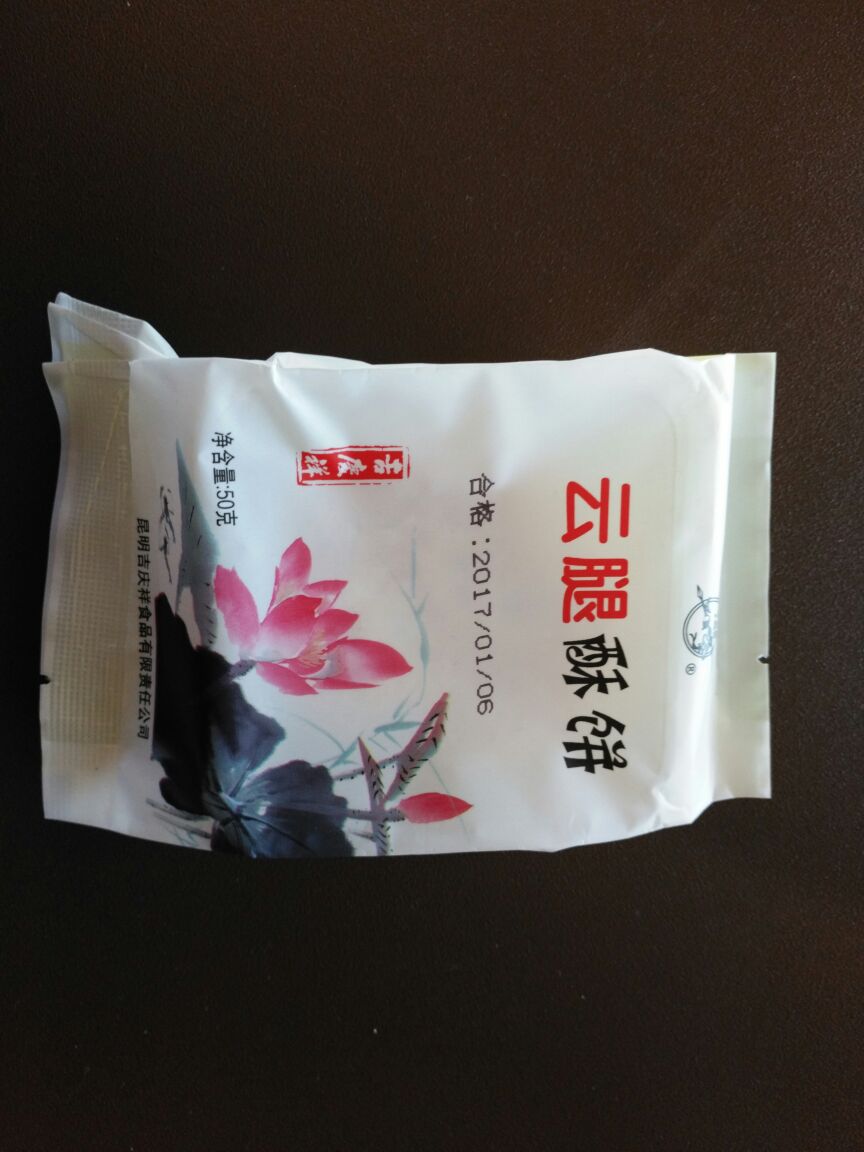 ®
云腿酥饼
合格:2017/01/06
吉庆祥
净含量:50克
昆明吉庆祥食品有限责任公司